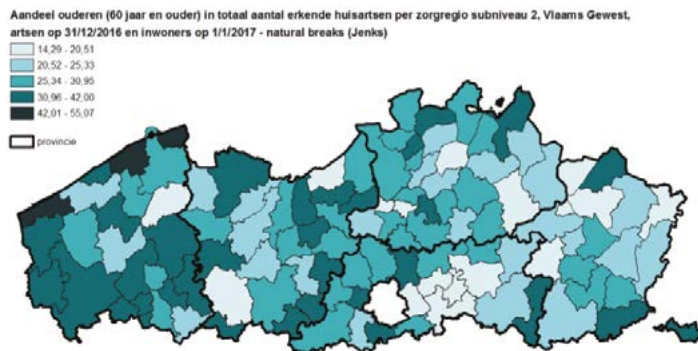 Aandeel ouderen (60 jaar en ouder) in totaal aantal erkende huisartsen per zorgregio subniveau 2, Vlaams Gewest,
artsen op 31/12/2016 en inwoners op 1/1/2017 - natural breaks (Jenks)
14,29 - 20,51
20,52 - 25,33
25,34 - 30,95
30,96 - 42,00
42,01 - 55,07
provincie